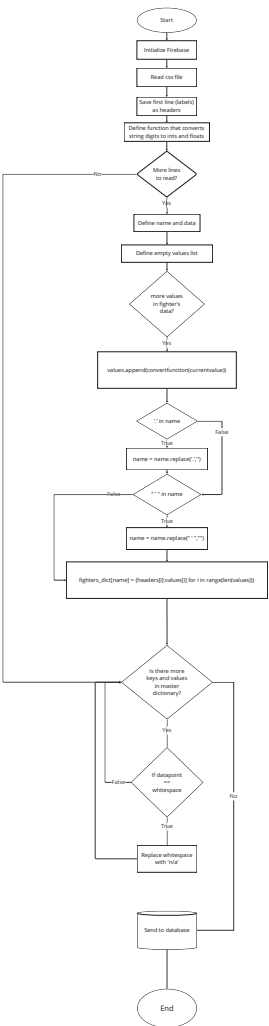 Start
Initialize Firebase
Read csv file
Save first line (labels)
as headers
Define function that converts
string digits to ints and floats
More lines
to read?
No
Yes
Define name and data
Define empty values list
more values
in fighter's
data?
Yes
values.append(convertfunction(currentvalue))
'.' in name
False
True
name = name.replace('.','')
" ' " in name
False
True
name = name.replace(" ' ","")
fighters_dict[name] = {headers[i]:values[i] for i in range(len(values))}
Is there more
keys and values
in master
dictionary?
Yes
If datapoint
==
whitespace
False
No
True
Replace whitespace
with 'n/a'
Send to database
End